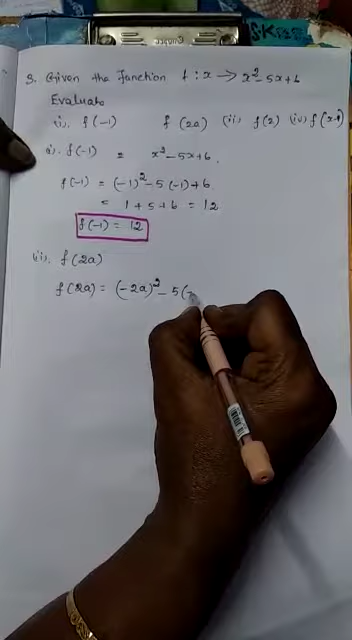 3. Given the function f : x → x² - 5x + 6
Evaluate
i). f(-1) f(2a) (ii) f(2) (iv) f(x-1)
i). f(-1) = x² - 5x + 6.
f(-1) = (-1)² - 5(-1) + 6.
= 1 + 5 + 6 = 12
f(-1) = 12
(ii). f(2a)
f(2a) = (-2a)² - 5(